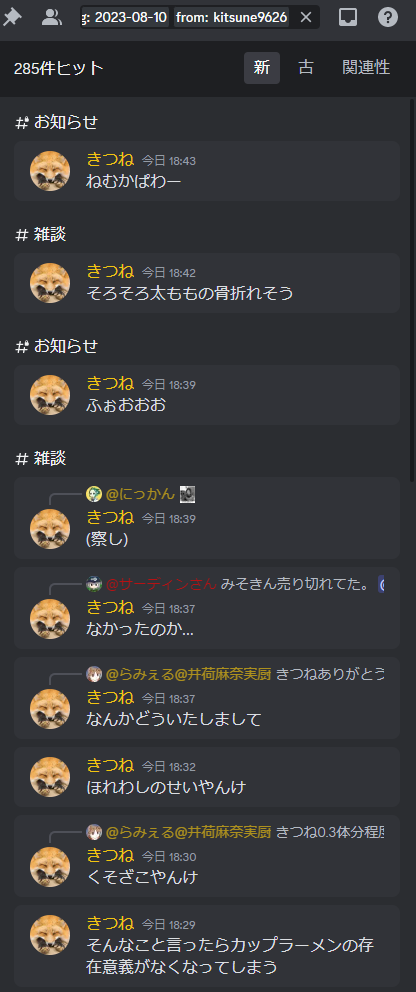 g: 2023-08-10 from: kitsune9626
285件ヒット
新 古 関連性
お知らせ
きつね 今日 18:43
ねむかぱわー
# 雑談
きつね 今日 18:42
そろそろ太ももの骨折れそう
お知らせ
きつね 今日 18:39
ふぉおおお
# 雑談
@にっかん
きつね 今日 18:39
(察し)
@サーディンさん みそきん売り切れてた。
きつね 今日 18:37
なかったのか...
@らみぇる@井荷麻奈実厨 きつねありがとう
きつね 今日 18:37
なんかどういたしまして
きつね 今日 18:32
ほれわしのせいやんけ
@らみぇる@井荷麻奈実厨 きつね0.3体分程度
きつね 今日 18:30
くそざこやんけ
きつね 今日 18:29
そんなこと言ったらカップラーメンの存
在意義がなくなってしまう